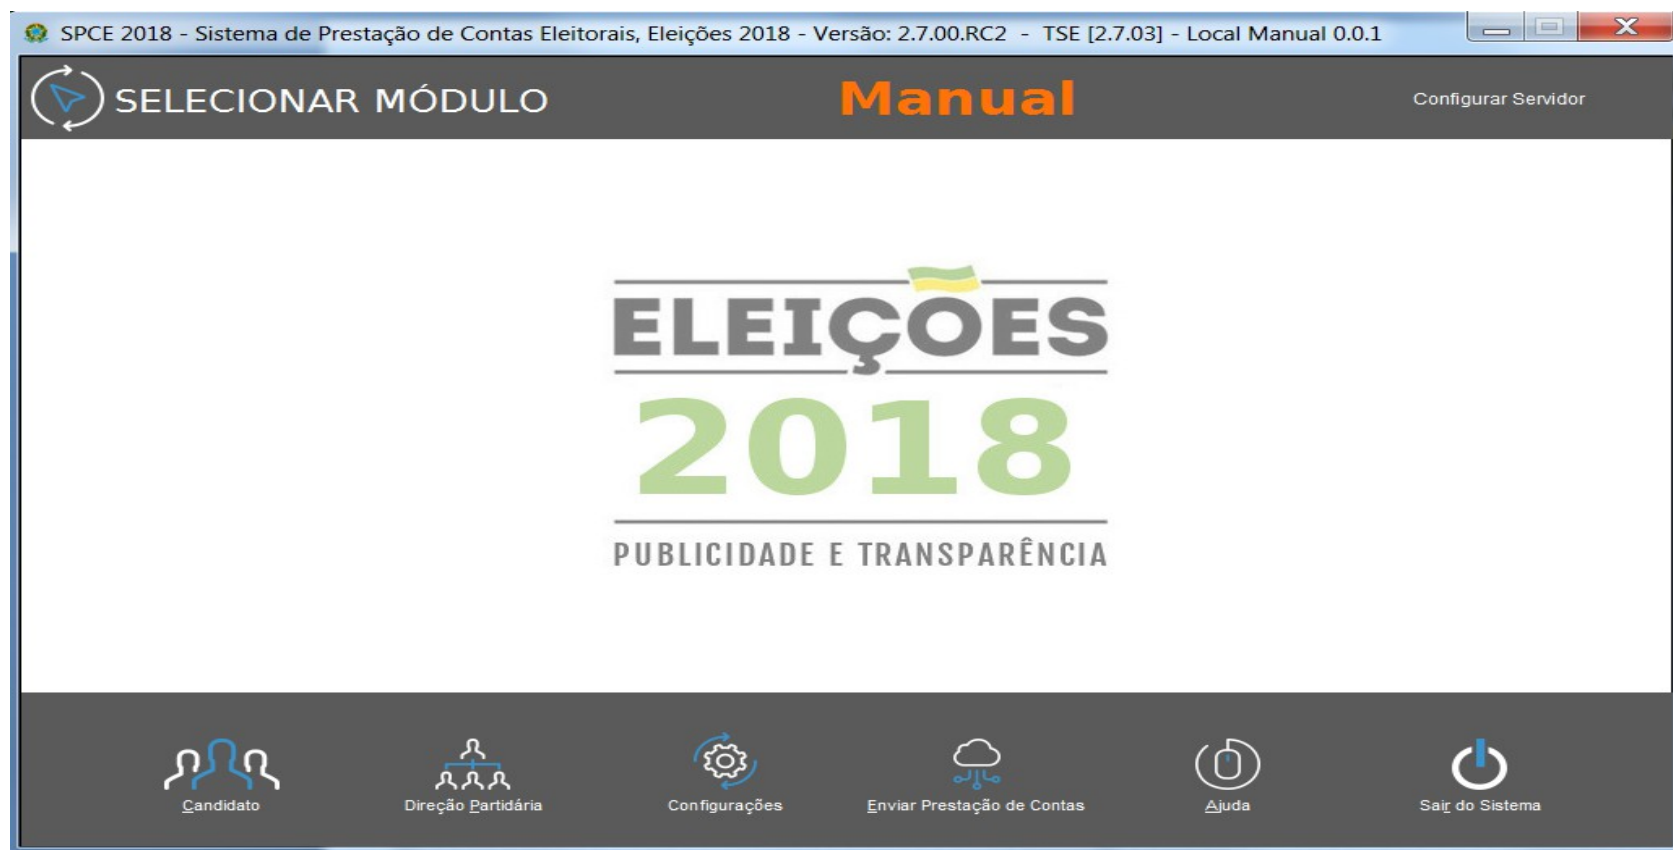 SPCE 2018 - Sistema de Prestação de Contas Eleitorais, Eleições 2018 - Versão: 2.7.00.RC2 - TSE [2.7.03] - Local Manual 0.0.1
SELECIONAR MÓDULO
Manual
Configurar Servidor
ELEIÇÕES
2018
PUBLICIDADE E TRANSPARÊNCIA
Candidato
Direção Partidária
Configurações
Enviar Prestação de Contas
Ajuda
Sair do Sistema